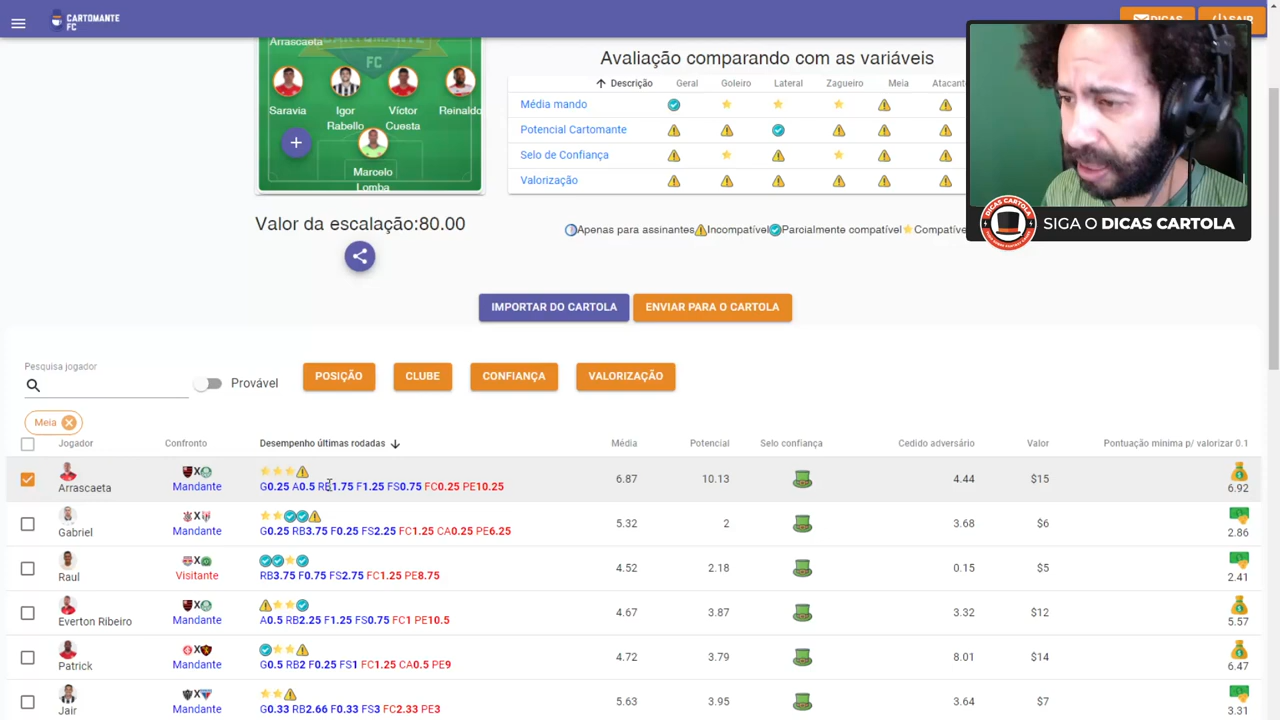 CARTOMANTE
FC
DICAS
SAIR
Arrascaeta
CARTOMANTE
FC
Saravia
Igor
Rabello
Víctor
Cuesta
Reinaldo
Marcelo
Lomba
Valor da escalação:80.00
Avaliação comparando com as variáveis
Descrição Geral Goleiro Lateral Zagueiro Meia Atacant
Média mando
Potencial Cartomante
Selo de Confiança
Valorização
Apenas para assinantes Incompatível Parcialmente compatível Compatíve
SIGA O DICAS CARTOLA
IMPORTAR DO CARTOLA
ENVIAR PARA O CARTOLA
Pesquisa jogador
Provável
POSIÇÃO
CLUBE
CONFIANÇA
VALORIZAÇÃO
Meia
Jogador Confronto Desempenho últimas rodadas Média Potencial Selo confiança Cedido adversário Valor Pontuação mínima p/ valorizar 0.1
Arrascaeta X Mandante G0.25 A0.5 RB1.75 F1.25 FS0.75 FC0.25 PE10.25 6.87 10.13 4.44 $15 6.92
Gabriel X Mandante G0.25 RB3.75 F0.25 FS2.25 FC1.25 CA0.25 PE6.25 5.32 2 3.68 $6 2.86
Raul X Visitante RB3.75 F0.75 FS2.75 FC1.25 PE8.75 4.52 2.18 0.15 $5 2.41
Everton Ribeiro X Mandante A0.5 RB2.25 F1.25 FS0.75 FC1 PE10.5 4.67 3.87 3.32 $12 5.57
Patrick X Mandante G0.5 RB2 F0.25 FS1 FC1.25 CA0.5 PE9 4.72 3.79 8.01 $14 6.47
Jair X Mandante G0.33 RB2.66 F0.33 FS3 FC2.33 PE3 5.63 3.95 3.64 $7 3.31